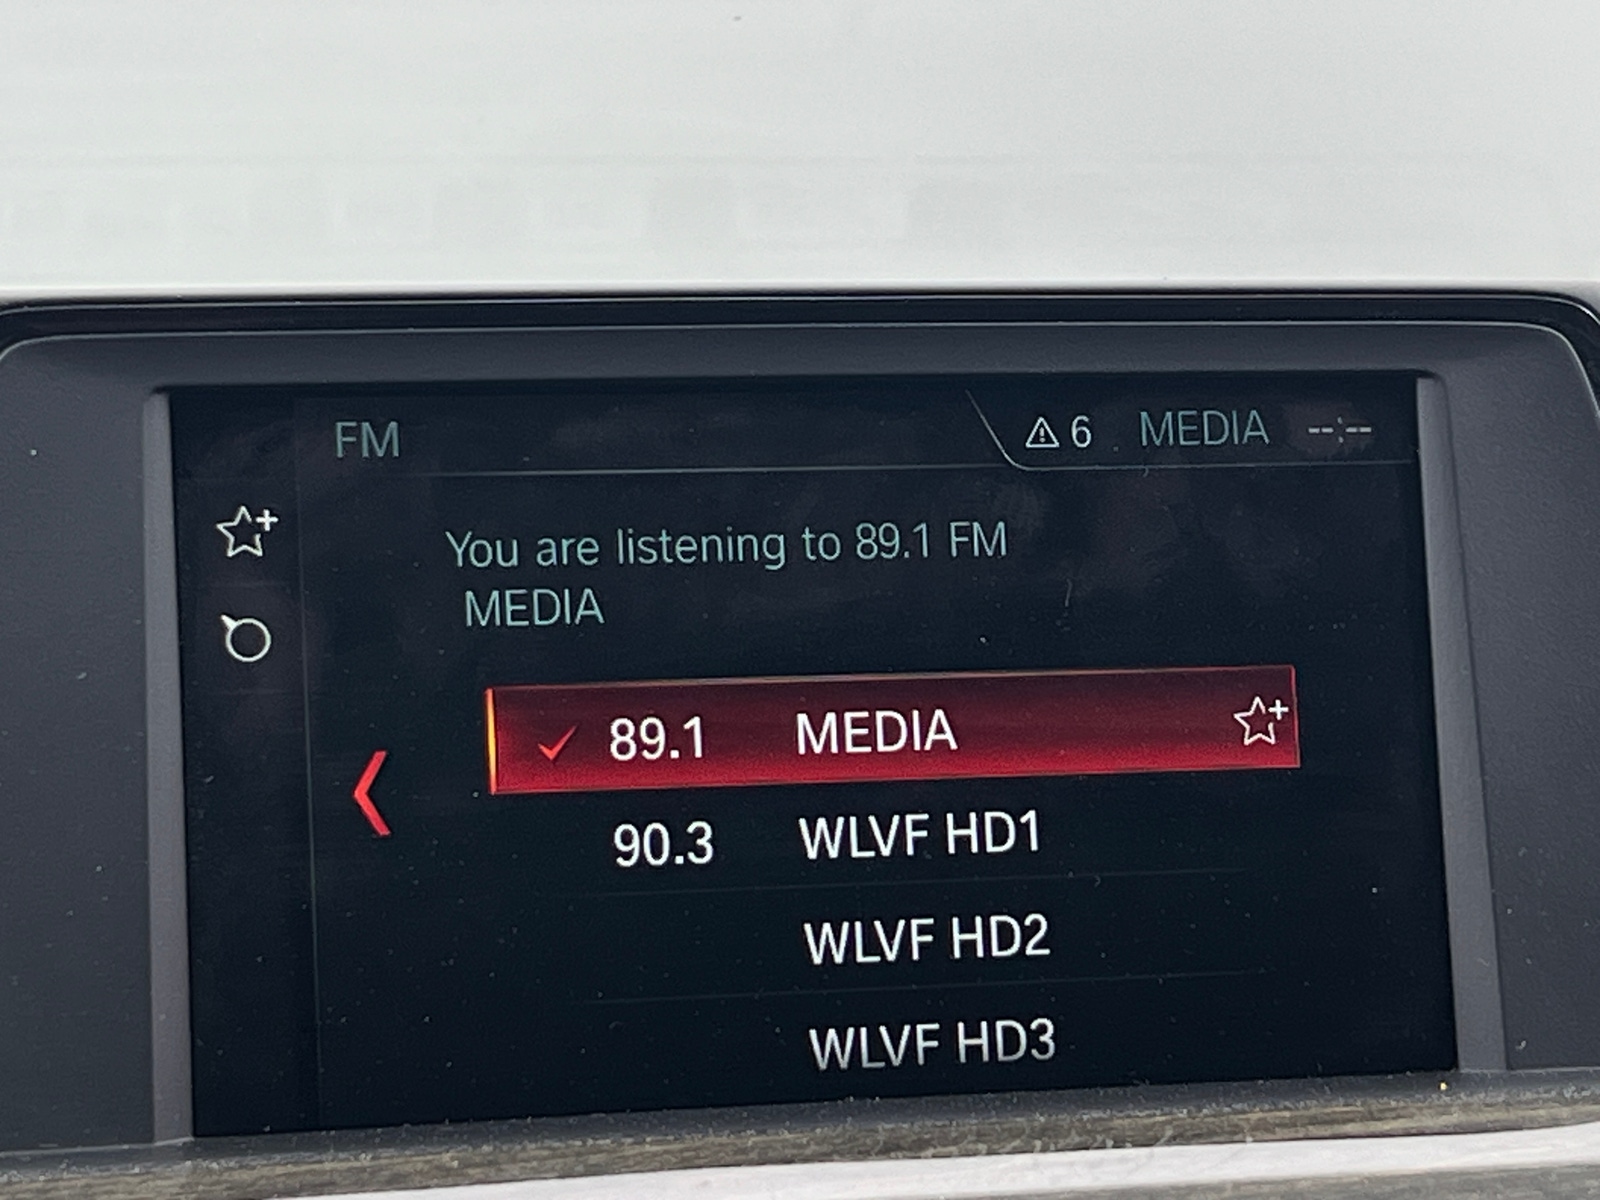 FM
6 MEDIA --:--
You are listening to 89.1 FM
MEDIA
89.1 MEDIA
90.3 WLVF HD1
WLVF HD2
WLVF HD3